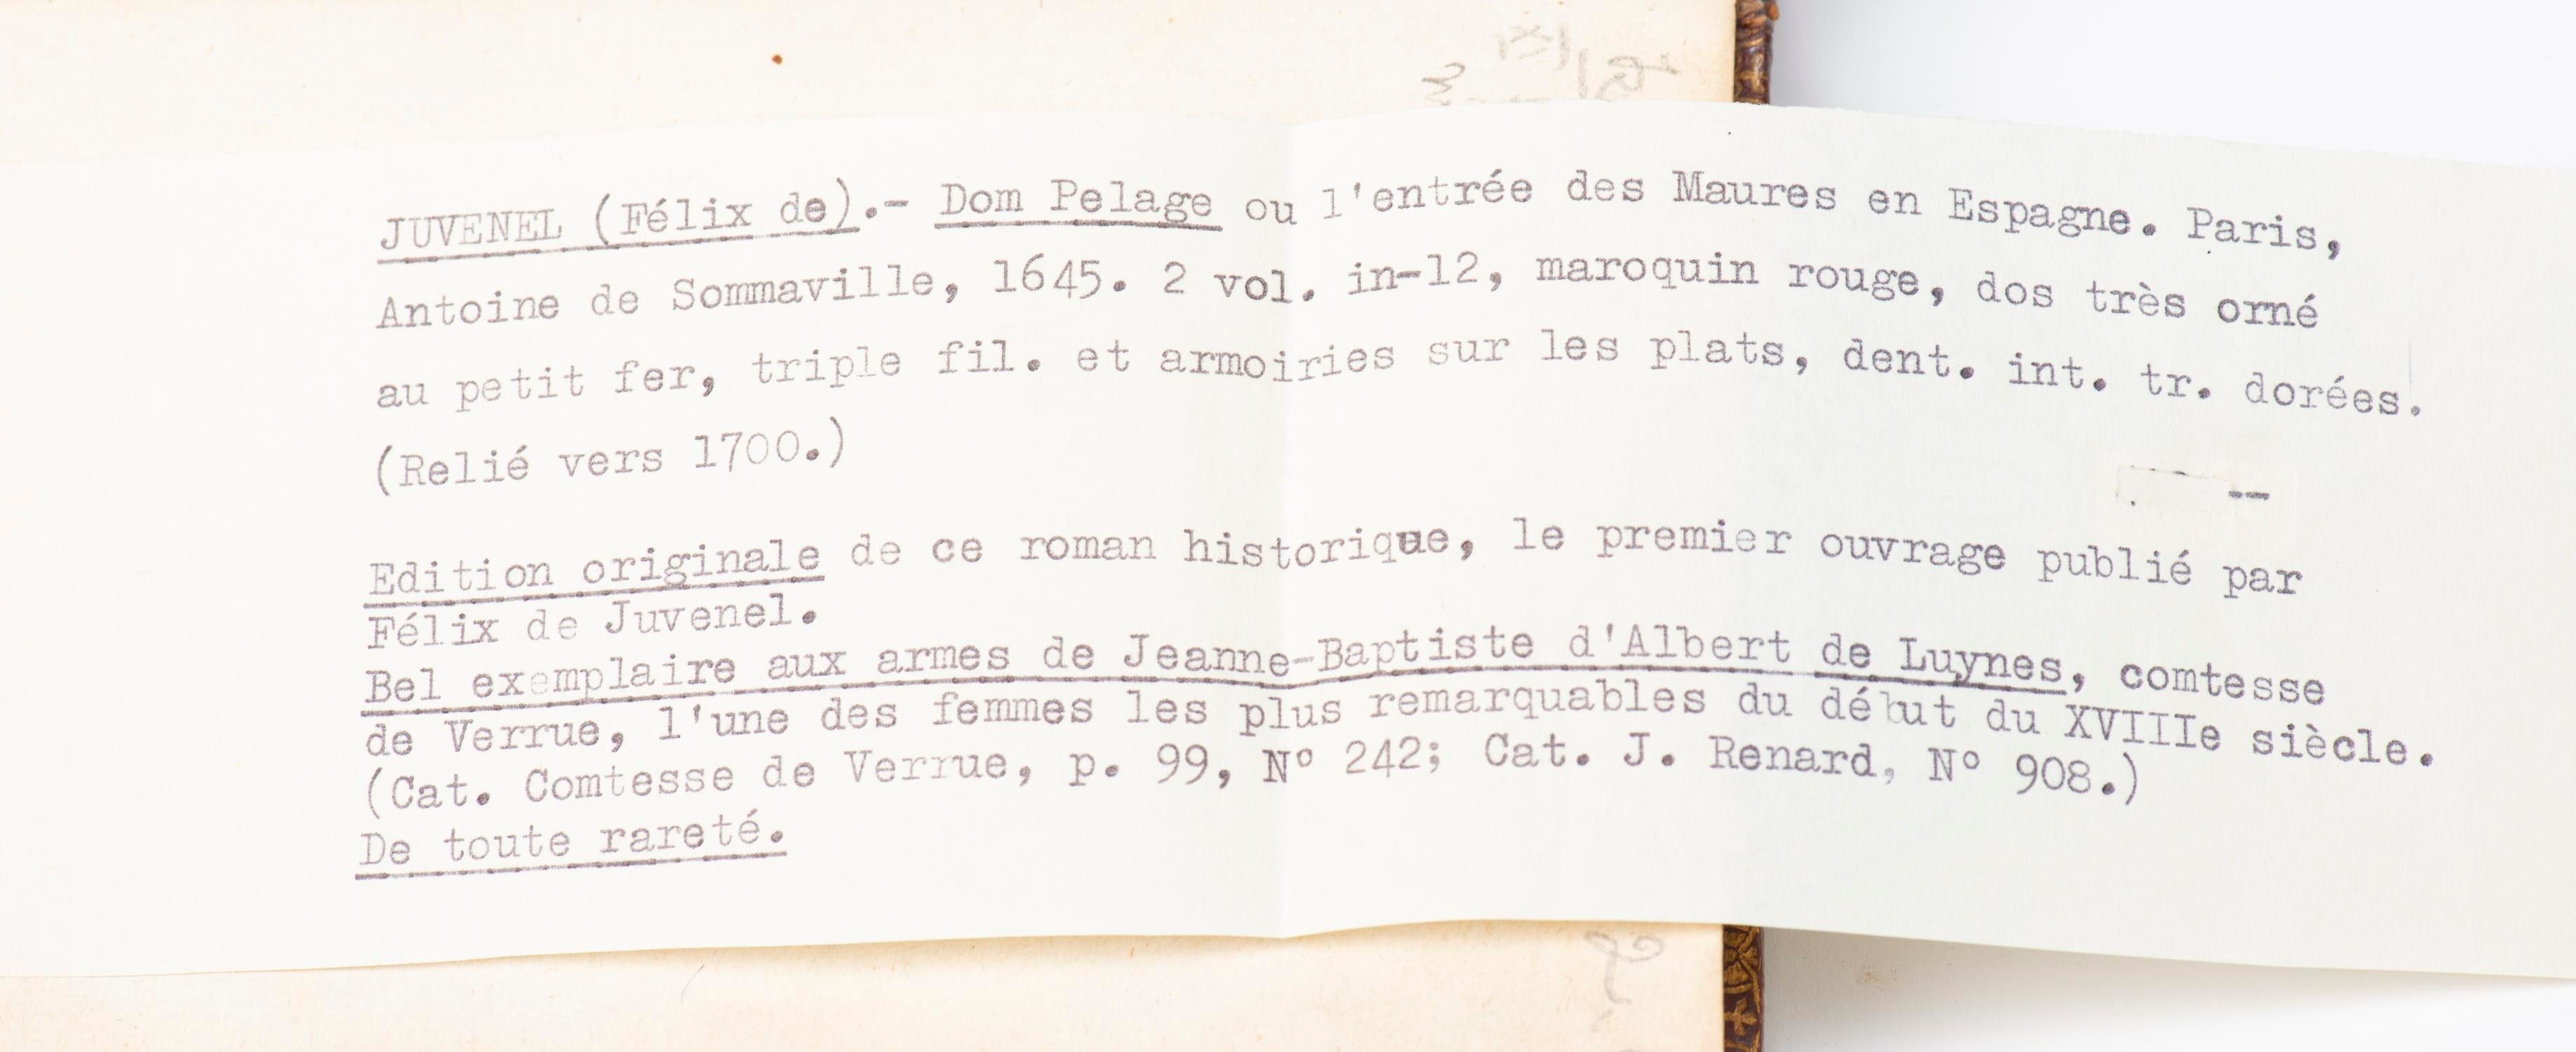 JUVENEL (Félix de).- Dom Pelage ou l'entrée des Maures en Espagne. Paris,
Antoine de Sommaville, 1645. 2 vol. in-12, maroquin rouge, dos très orné
au petit fer, triple fil. et armoiries sur les plats, dent. int. tr. dorées.
(Relié vers 1700.)
--
Edition originale de ce roman historique, le premier ouvrage publié par
Félix de Juvenel.
Bel exemplaire aux armes de Jeanne-Baptiste d'Albert de Luynes, comtesse
de Verrue, l'une des femmes les plus remarquables du début du XVIIIe siècle.
(Cat. Comtesse de Verrue, p. 99, N° 242; Cat. J. Renard, N° 908.)
De toute rareté.